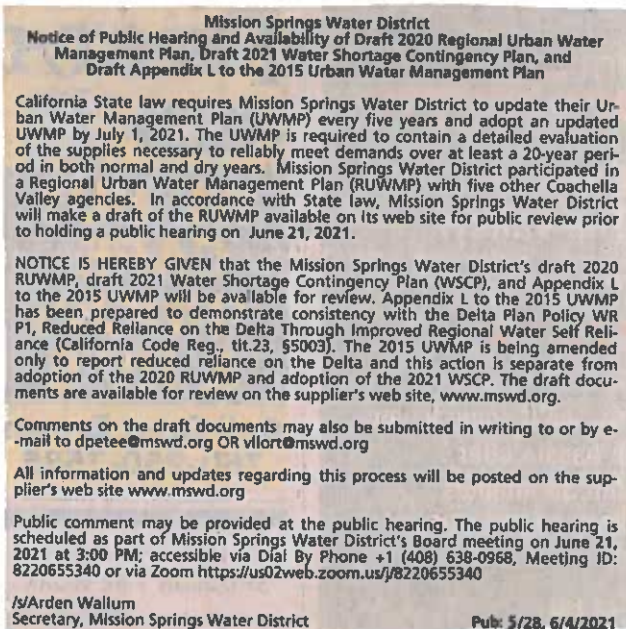 Mission Springs Water District
Notice of Public Hearing and Availability of Draft 2020 Regional Urban Water
Management Plan, Draft 2021 Water Shortage Contingency Plan, and
Draft Appendix L to the 2015 Urban Water Management Plan
California State law requires Mission Springs Water District to update their Ur-
ban Water Management Plan (UWMP) every five years and adopt an updated
UWMP by July 1, 2021. The UWMP is required to contain a detailed evaluation
of the supplies necessary to reliably meet demands over at least a 20-year peri-
od in both normal and dry years. Mission Springs Water District participated in
a Regional Urban Water Management Plan (RUWMP) with five other Coachella
Valley agencies. In accordance with State law, Mission Springs Water District
will make a draft of the RUWMP available on its web site for public review prior
to holding a public hearing on June 21, 2021.
NOTICE IS HEREBY GIVEN that the Mission Springs Water District's draft 2020
RUWMP, draft 2021 Water Shortage Contingency Plan (WSCP), and Appendix L
to the 2015 UWMP will be available for review. Appendix L to the 2015 UWMP
has been prepared to demonstrate consistency with the Delta Plan Policy WR
P1, Reduced Reliance on the Delta Through Improved Regional Water Self Reli-
ance (California Code Reg., tit.23, §5003). The 2015 UWMP is being amended
only to report reduced reliance on the Delta and this action is separate from
adoption of the 2020 RUWMP and adoption of the 2021 WSCP. The draft docu-
ments are available for review on the supplier's web site, www.mswd.org.
Comments on the draft documents may also be submitted in writing to or by e-
-mail to dpetee@mswd.org OR vllort@mswd.org
All information and updates regarding this process will be posted on the sup-
plier's web site www.mswd.org
Public comment may be provided at the public hearing. The public hearing is
scheduled as part of Mission Springs Water District's Board meeting on June 21,
2021 at 3:00 PM; accessible via Dial By Phone +1 (408) 638-0968, Meeting ID:
8220655340 or via Zoom https://us02web.zoom.us/j/8220655340
/s/Arden Wallum
Secretary, Mission Springs Water District
Pub: 5/28, 6/4/2021